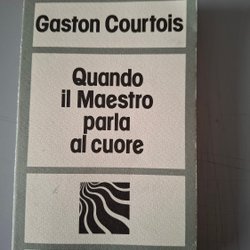 Gaston Courtois
Quando
il Maestro
parla
al cuore